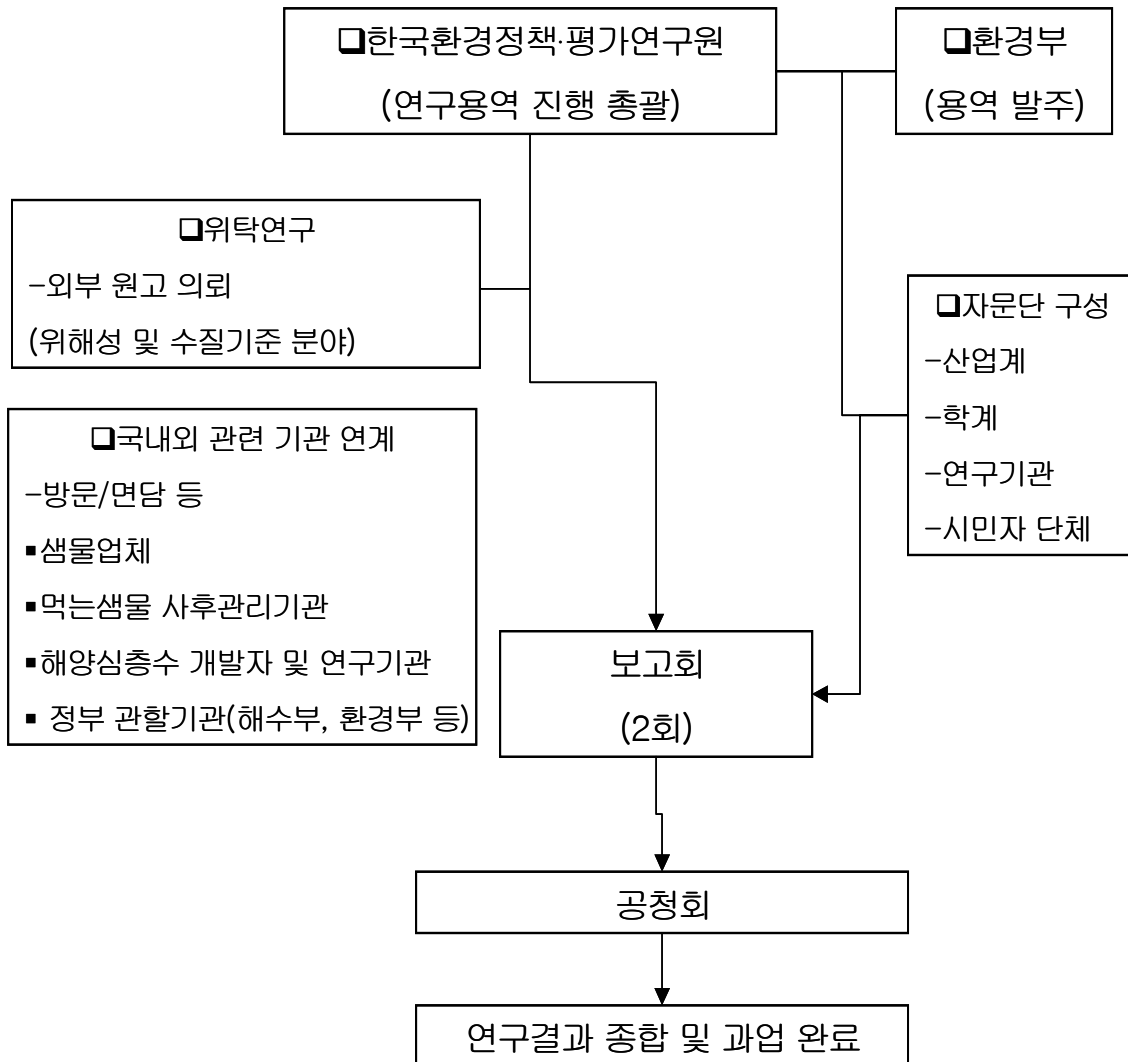 ❑한국환경정책·평가연구원
(연구용역 진행 총괄)
❑환경부
(용역 발주)
❑위탁연구
-외부 원고 의뢰
(위해성 및 수질기준 분야)
❑자문단 구성
-산업계
-학계
-연구기관
-시민자 단체
❑국내외 관련 기관 연계
-방문/면담 등
▪샘물업체
▪먹는샘물 사후관리기관
▪해양심층수 개발자 및 연구기관
▪ 정부 관할기관(해수부, 환경부 등)
보고회
(2회)
공청회
연구결과 종합 및 과업 완료